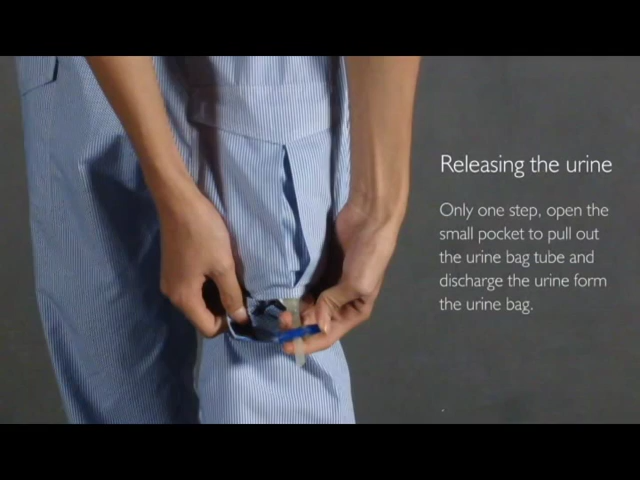 Releasing the urine
Only one step, open the
small pocket to pull out
the urine bag tube and
discharge the urine form
the urine bag.